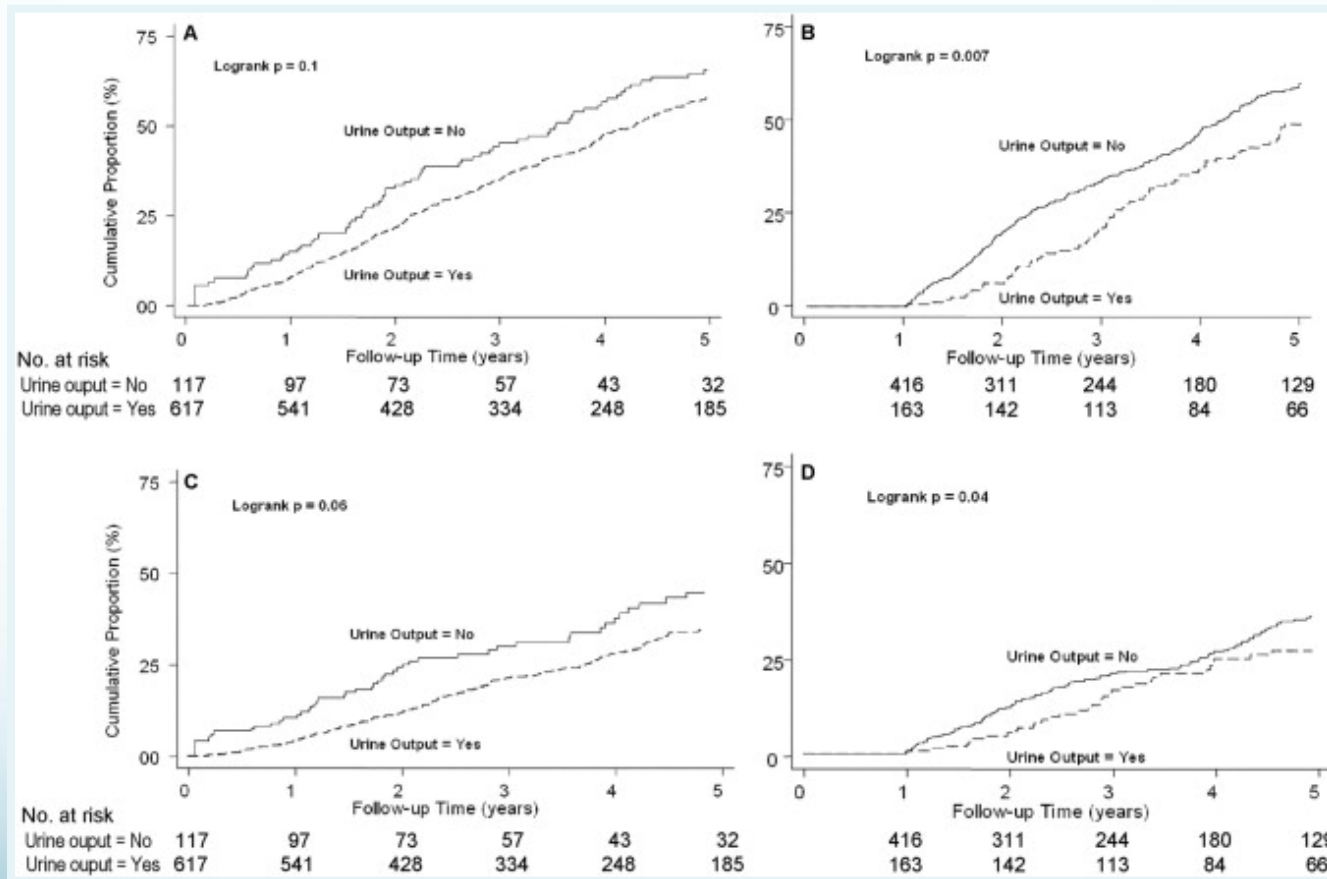 A
75
Logrank p = 0.1
Urine Output = No
50
Cumulative Proportion (%)
25
Urine Output = Yes
00
0 1 2 3 4 5
Follow-up Time (years)
No. at risk
Urine ouput = No 117 97 73 57 43 32
Urine ouput = Yes 617 541 428 334 248 185
B
75
Logrank p = 0.007
50
Urine Output = No
25
Urine Output = Yes
0
0 1 2 3 4 5
Follow-up Time (years)
416 311 244 180 129
163 142 113 84 66
C
75
Logrank p = 0.06
50
Cumulative Proportion (%)
Urine Output = No
25
Urine Output = Yes
00
0 1 2 3 4 5
Follow-up Time (years)
No. at risk
Urine ouput = No 117 97 73 57 43 32
Urine ouput = Yes 617 541 428 334 248 185
D
75
Logrank p = 0.04
50
25
Urine Output = No
Urine Output = Yes
0
0 1 2 3 4 5
Follow-up Time (years)
416 311 244 180 129
163 142 113 84 66